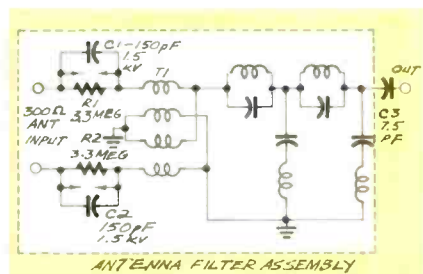 C1-150pF
1.5
KV
T1
OUT
300Ω
ANT
INPUT
R1
3.3MEG
R2
3.3MEG
C3
7.5
PF
C2
150pF
1.5KV
ANTENNA FILTER ASSEMBLY